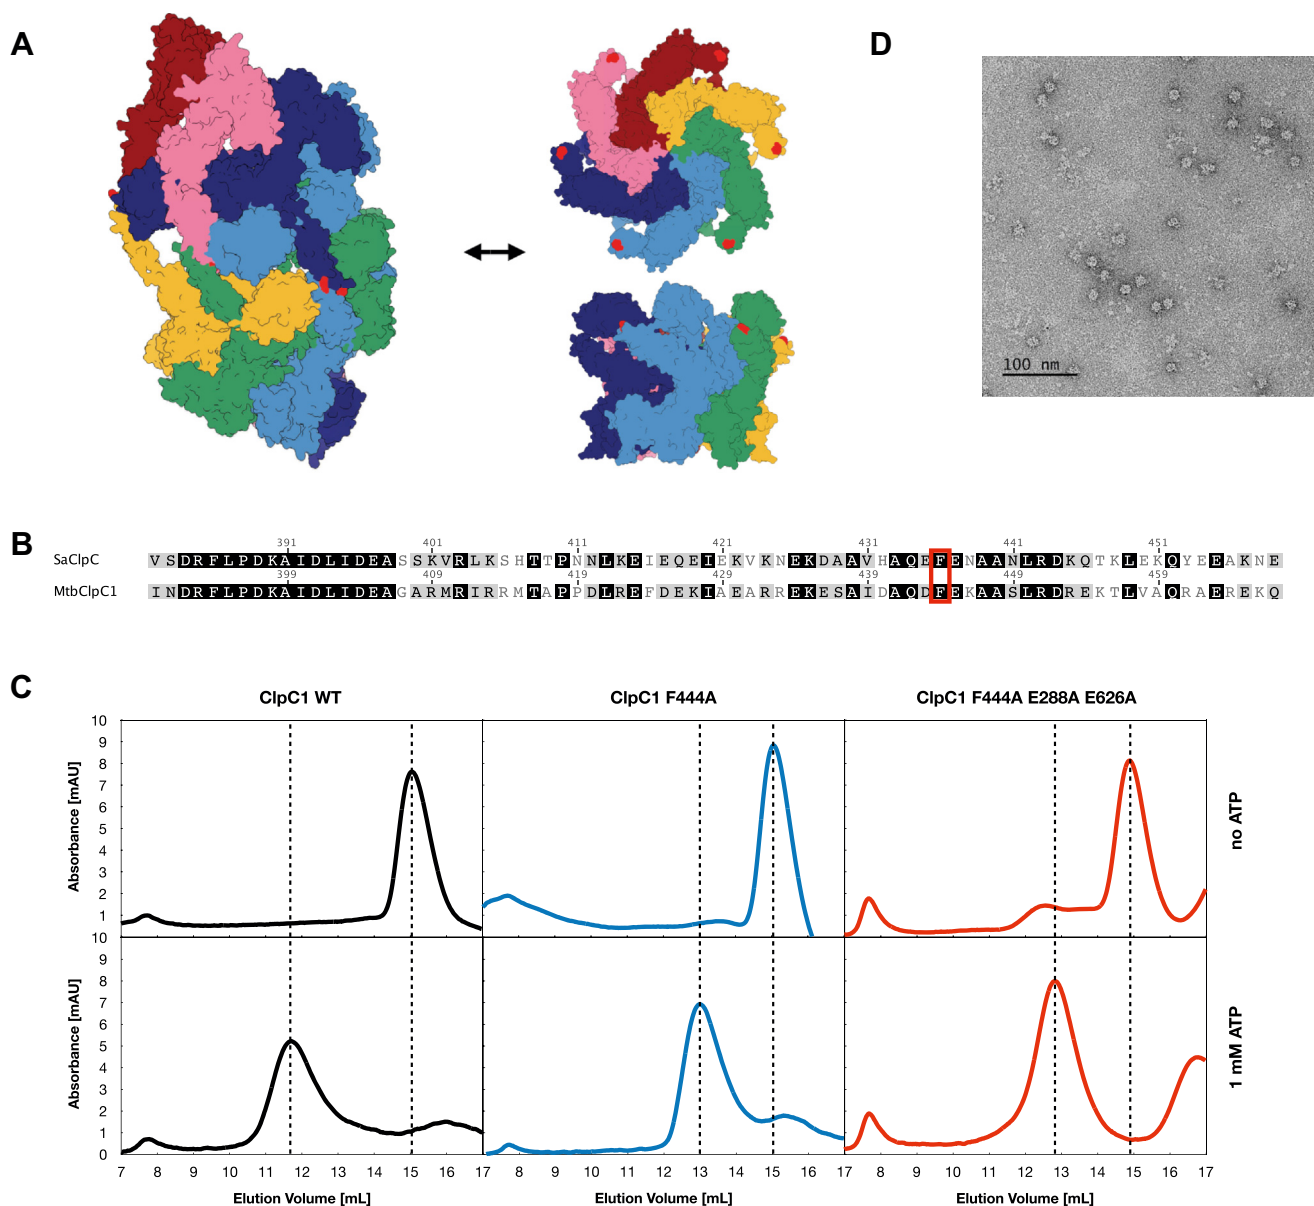 A
D
100 nm
B
391 401 411 421 431 441 451
SaClpC V S D R F L P D K A I D L I D E A S S K V R L K S H T T P N N L K E I E Q E I E K V K N E K D A A V H A Q E F E N A A N L R D K Q T K L E K Q Y E E A K N E
399 409 419 429 439 449 459
MtbClpC1 I N D R F L P D K A I D L I D E A G A R M R I R R M T A P P D L R E F D E K I A E A R R E K E S A I D A Q D F E K A A S L R D R E K T L V A Q R A E R E K Q
C
ClpC1 WT ClpC1 F444A ClpC1 F444A E288A E626A
10
9
8
7
6
5
4
3
2
1
Absorbance [mAU]
no ATP
10
9
8
7
6
5
4
3
2
1
0
Absorbance [mAU]
1 mM ATP
7 8 9 10 11 12 13 14 15 16 17 8 9 10 11 12 13 14 15 16 17 8 9 10 11 12 13 14 15 16 17
Elution Volume [mL] Elution Volume [mL] Elution Volume [mL]